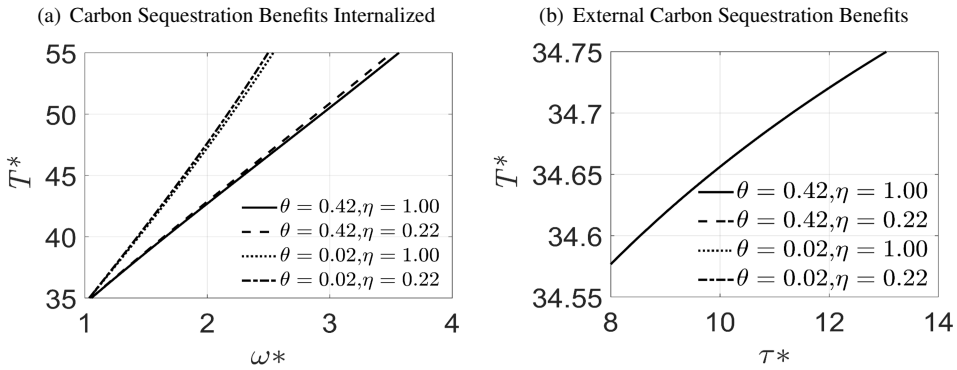 (a) Carbon Sequestration Benefits Internalized
55
50
45
40
35
T*
1 2 3 4
ω*
θ = 0.42,η = 1.00
θ = 0.42,η = 0.22
θ = 0.02,η = 1.00
θ = 0.02,η = 0.22
(b) External Carbon Sequestration Benefits
34.75
34.7
34.65
34.6
34.55
T*
8 10 12 14
τ*
θ = 0.42,η = 1.00
θ = 0.42,η = 0.22
θ = 0.02,η = 1.00
θ = 0.02,η = 0.22